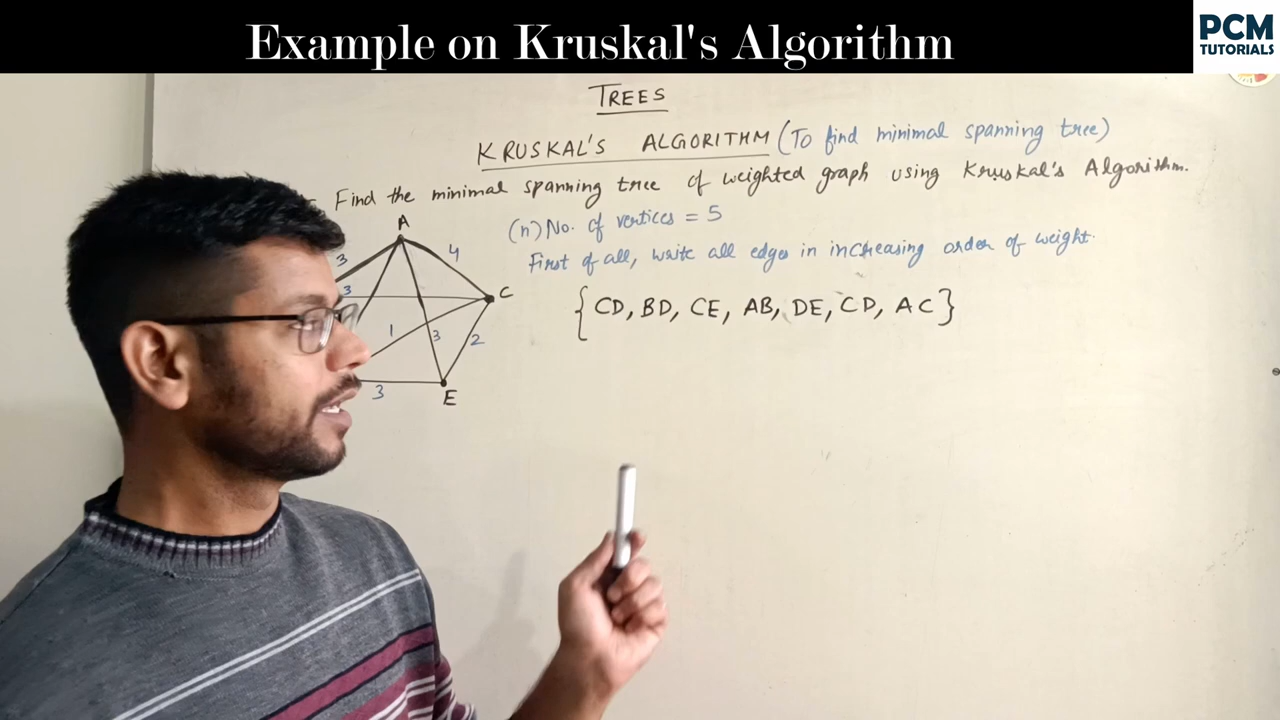 Example on Kruskal's Algorithm
PCM
TUTORIALS
TREES
KRUSKAL'S ALGORITHM (To find minimal spanning tree)
Find the minimal spanning tree of weighted graph using Kruskal's Algorithm.
(n) No. of vertices = 5
First of all, write all edges in increasing order of weight.
{CD, BD, CE, AB, DE, CD, AC}
A
3
4
3
C
1
3
2
3
E